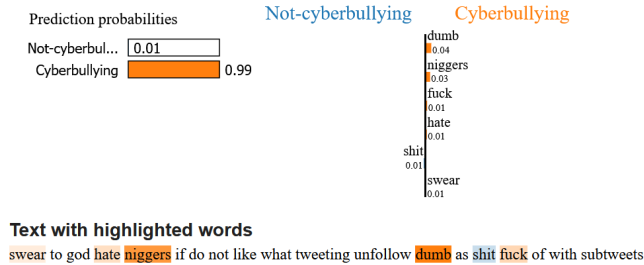 Prediction probabilities
Not-cyberbul... 0.01
Cyberbullying 0.99
Not-cyberbullying Cyberbullying
dumb
0.04
niggers
0.03
fuck
0.01
hate
0.01
shit
0.01
swear
0.01
Text with highlighted words
swear to god hate niggers if do not like what tweeting unfollow dumb as shit fuck of with subtweets